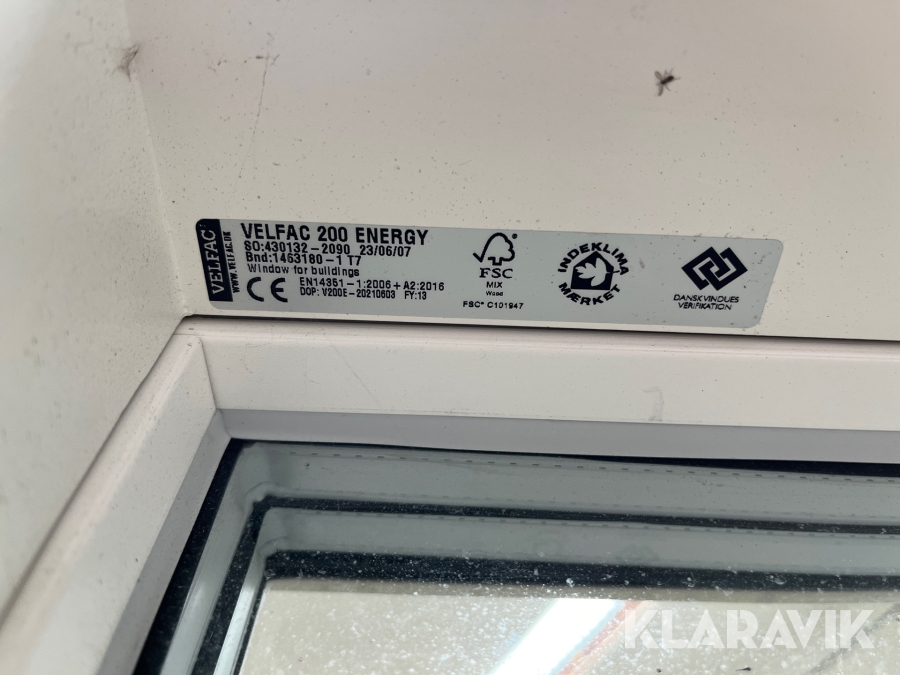 VELFAC
WWW.VELFAC.DK
VELFAC 200 ENERGY
SO:430132-2090 23/06/07
Bnd:1463180-1 T7
Window for buildings
CE EN14351-1:2006+A2:2016
DOP: V200E-20210603 FY:13
FSC
MIX
Wood
FSC® C101947
INDEKLIMA
MÆRKET
DANSK VINDUES
VERIFIKATION
KLARAVIK